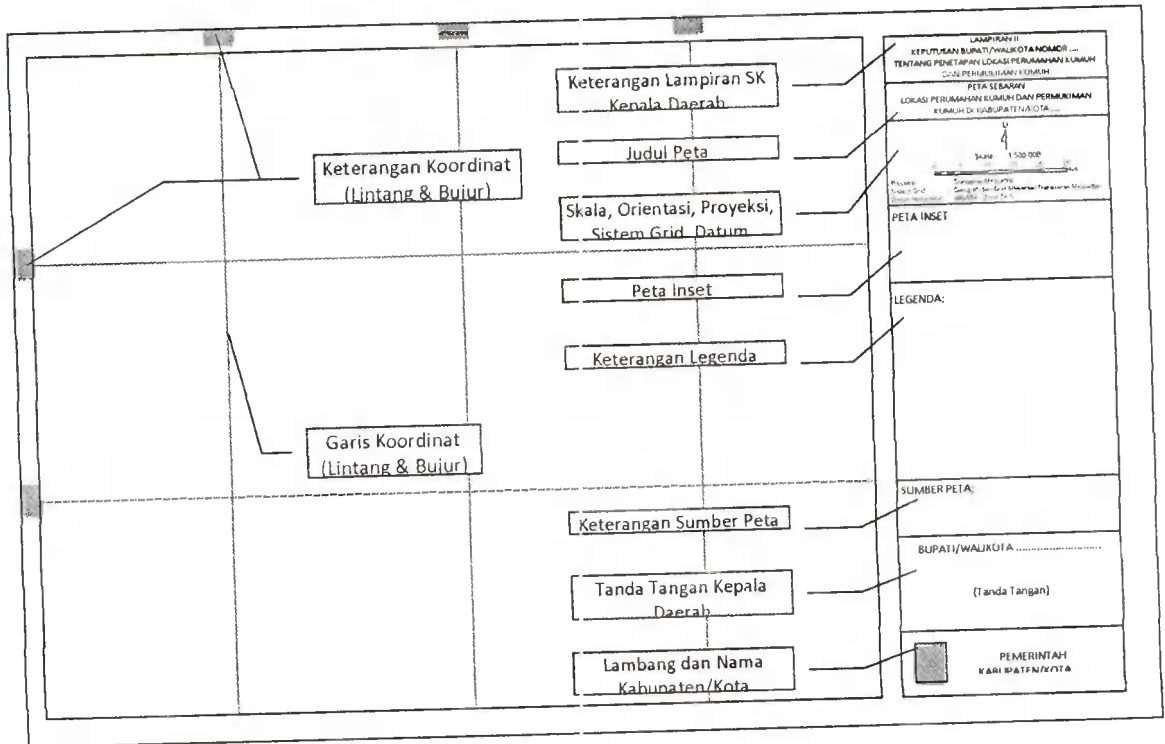 Keterangan Lampiran SK
Kepala Daerah
Judul Peta
Keterangan Koordinat
(Lintang & Bujur)
Skala, Orientasi, Proyeksi,
Sistem Grid, Datum
Peta Inset
Keterangan Legenda
Garis Koordinat
(Lintang & Bujur)
Keterangan Sumber Peta
Tanda Tangan Kepala
Daerah
Lambang dan Nama
Kabupaten/Kota
LAMPIRAN II
KEPUTUSAN BUPATI/WALIKOTA NOMOR ....
TENTANG PENETAPAN LOKASI PERUMAHAN KUMUH
DAN PERMUKIMAN KUMUH
PETA SEBARAN
LOKASI PERUMAHAN KUMUH DAN PERMUKIMAN
KUMUH DI KABUPATEN/KOTA ....
U
Skala 1:500.000
PETA INSET
LEGENDA:
SUMBER PETA:
BUPATI/WALIKOTA ..........................
(Tanda Tangan)
PEMERINTAH
KABUPATEN/KOTA